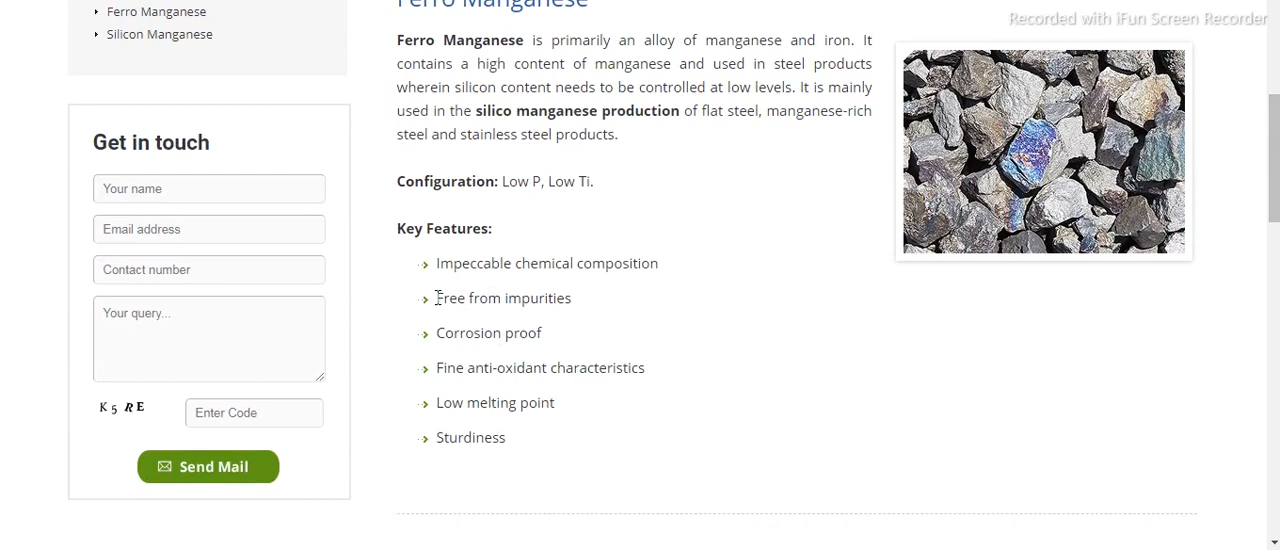 Ferro Manganese
Recorded with iFun Screen Recorder
Ferro Manganese
Silicon Manganese
Get in touch
Your name
Email address
Contact number
Your query...
K 5 R E
Enter Code
Send Mail
Ferro Manganese is primarily an alloy of manganese and iron. It
contains a high content of manganese and used in steel products
wherein silicon content needs to be controlled at low levels. It is mainly
used in the silico manganese production of flat steel, manganese-rich
steel and stainless steel products.
Configuration: Low P, Low Ti.
Key Features:
Impeccable chemical composition
Free from impurities
Corrosion proof
Fine anti-oxidant characteristics
Low melting point
Sturdiness